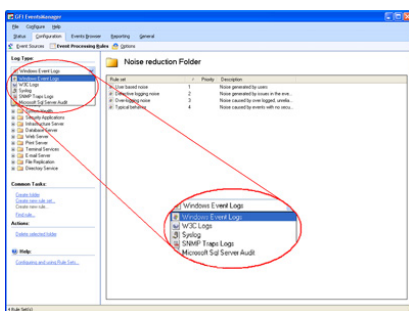 GFI EventsManager
File Configure Help
Status Configuration Events Browser Reporting General
Event Sources Event Processing Rules Options
Log Type:
Windows Event Logs
Windows Event Logs
W3C Logs
Syslog
SNMP Traps Logs
Microsoft Sql Server Audit
System Health
Security Applications
Infrastructure Server
Database Server
Web Server
Print Server
Terminal Services
E-mail Server
File Replication
Directory Service
Common Tasks:
Create folder
Create new rule set...
Create new rule...
Find rule...
Actions:
Delete selected folder
Help:
Configuring and using Rule Sets...
Noise reduction Folder
Rule set Priority Description
User based noise 1 Noise generated by users
Defective logging noise 2 Noise generated by issues in the eve...
Over-logging noise 3 Noise caused by over-logged, unrelia...
Typical behavior 4 Noise caused by events with no secu...
Windows Event Logs
Windows Event Logs
W3C Logs
Syslog
SNMP Traps Logs
Microsoft Sql Server Audit
4 Rule Set(s)